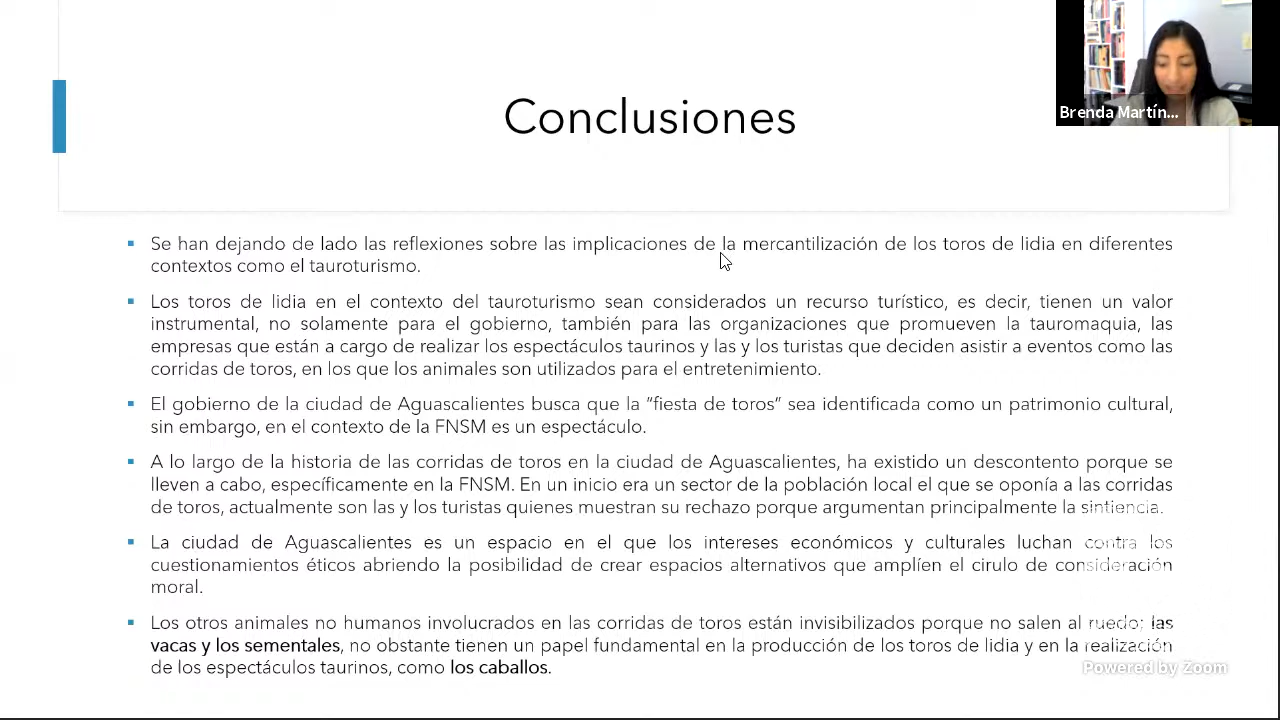 Conclusiones
Brenda Martín...
Se han dejando de lado las reflexiones sobre las implicaciones de la mercantilización de los toros de lidia en diferentes
contextos como el tauroturismo.
Los toros de lidia en el contexto del tauroturismo sean considerados un recurso turístico, es decir, tienen un valor
instrumental, no solamente para el gobierno, también para las organizaciones que promueven la tauromaquia, las
empresas que están a cargo de realizar los espectáculos taurinos y las y los turistas que deciden asistir a eventos como las
corridas de toros, en los que los animales son utilizados para el entretenimiento.
El gobierno de la ciudad de Aguascalientes busca que la “fiesta de toros” sea identificada como un patrimonio cultural,
sin embargo, en el contexto de la FNSM es un espectáculo.
A lo largo de la historia de las corridas de toros en la ciudad de Aguascalientes, ha existido un descontento porque se
lleven a cabo, específicamente en la FNSM. En un inicio era un sector de la población local el que se oponía a las corridas
de toros, actualmente son las y los turistas quienes muestran su rechazo porque argumentan principalmente la sintiencia.
La ciudad de Aguascalientes es un espacio en el que los intereses económicos y culturales luchan contra los
cuestionamientos éticos abriendo la posibilidad de crear espacios alternativos que amplíen el cirulo de consideración
moral.
Los otros animales no humanos involucrados en las corridas de toros están invisibilizados porque no salen al ruedo, las
vacas y los sementales, no obstante tienen un papel fundamental en la producción de los toros de lidia y en la realización
de los espectáculos taurinos, como los caballos.
Powered by Zoom